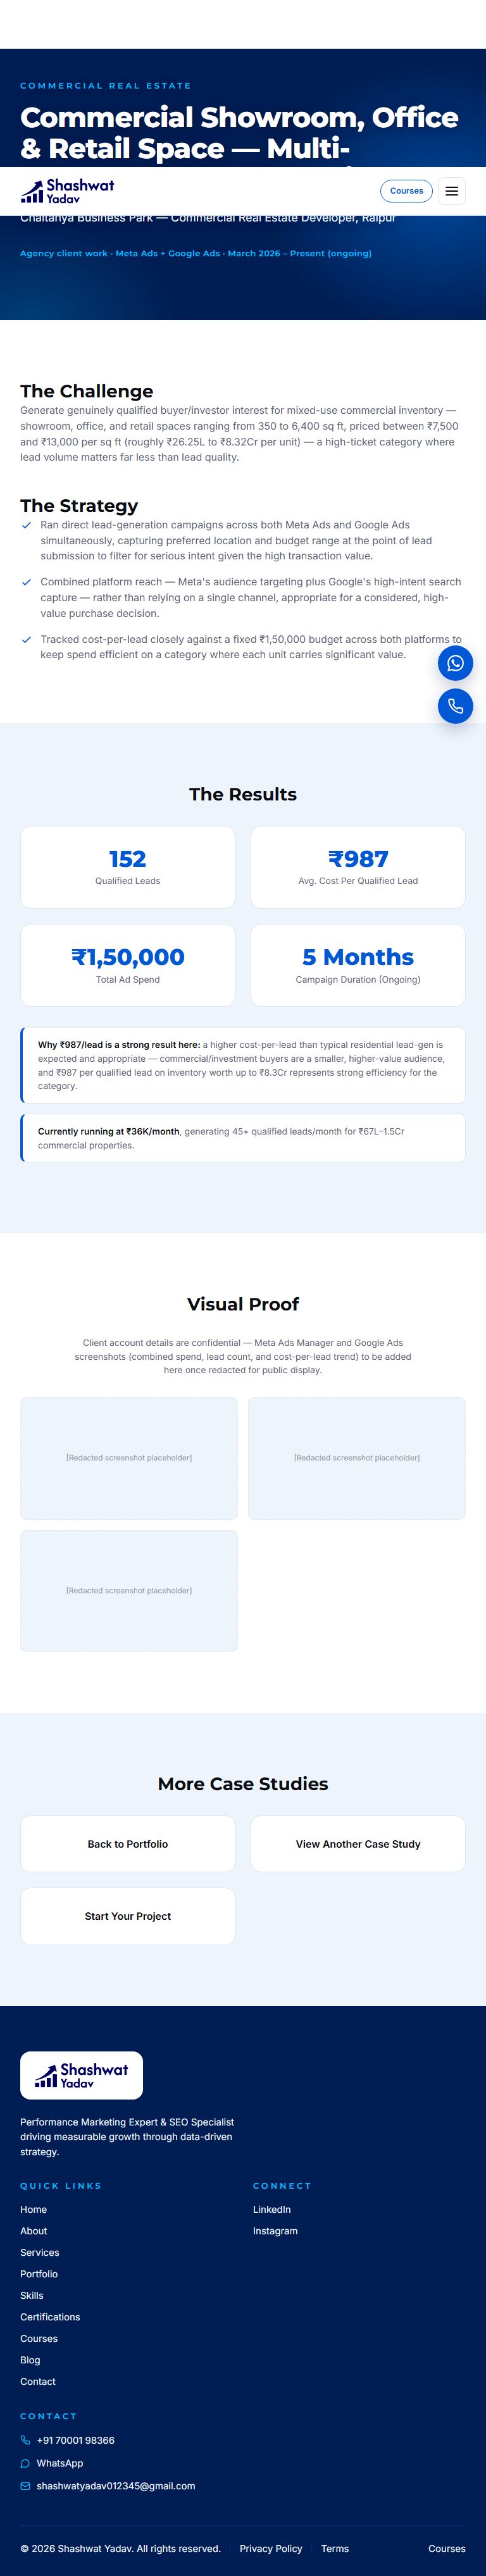 COMMERCIAL REAL ESTATE
Commercial Showroom, Office
& Retail Space — Multi-
Shashwat
Yadav
Courses
Chaitanya Business Park — Commercial Real Estate Developer, Raipur
Agency client work · Meta Ads + Google Ads · March 2026 – Present (ongoing)
The Challenge
Generate genuinely qualified buyer/investor interest for mixed-use commercial inventory —
showroom, office, and retail spaces ranging from 350 to 6,400 sq ft, priced between ₹7,500
and ₹13,000 per sq ft (roughly ₹26.25L to ₹8.32Cr per unit) — a high-ticket category where
lead volume matters far less than lead quality.
The Strategy
Ran direct lead-generation campaigns across both Meta Ads and Google Ads
simultaneously, capturing preferred location and budget range at the point of lead
submission to filter for serious intent given the high transaction value.
Combined platform reach — Meta's audience targeting plus Google's high-intent search
capture — rather than relying on a single channel, appropriate for a considered, high-
value purchase decision.
Tracked cost-per-lead closely against a fixed ₹1,50,000 budget across both platforms to
keep spend efficient on a category where each unit carries significant value.
The Results
152
Qualified Leads
₹987
Avg. Cost Per Qualified Lead
₹1,50,000
Total Ad Spend
5 Months
Campaign Duration (Ongoing)
Why ₹987/lead is a strong result here: a higher cost-per-lead than typical residential lead-gen is
expected and appropriate — commercial/investment buyers are a smaller, higher-value audience,
and ₹987 per qualified lead on inventory worth up to ₹8.3Cr represents strong efficiency for the
category.
Currently running at ₹36K/month, generating 45+ qualified leads/month for ₹67L–1.5Cr
commercial properties.
Visual Proof
Client account details are confidential — Meta Ads Manager and Google Ads
screenshots (combined spend, lead count, and cost-per-lead trend) to be added
here once redacted for public display.
[Redacted screenshot placeholder]
[Redacted screenshot placeholder]
[Redacted screenshot placeholder]
More Case Studies
Back to Portfolio
View Another Case Study
Start Your Project
Shashwat
Yadav
Performance Marketing Expert & SEO Specialist
driving measurable growth through data-driven
strategy.
QUICK LINKS
Home
About
Services
Portfolio
Skills
Certifications
Courses
Blog
Contact
CONNECT
LinkedIn
Instagram
CONTACT
+91 70001 98366
WhatsApp
shashwatyadav012345@gmail.com
© 2026 Shashwat Yadav. All rights reserved.
Privacy Policy
Terms
Courses